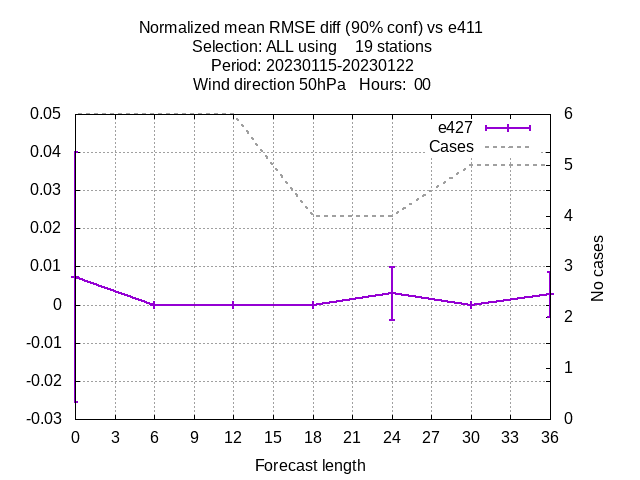 Normalized mean RMSE diff (90% conf) vs e411
Selection: ALL using    19 stations
Period: 20230115-20230122
Wind direction 50hPa   Hours:  00
0.05
0.04
0.03
0.02
0.01
0
-0.01
-0.02
-0.03
e427
Cases
6
5
4
3
2
1
0
No cases
0 3 6 9 12 15 18 21 24 27 30 33 36
Forecast length